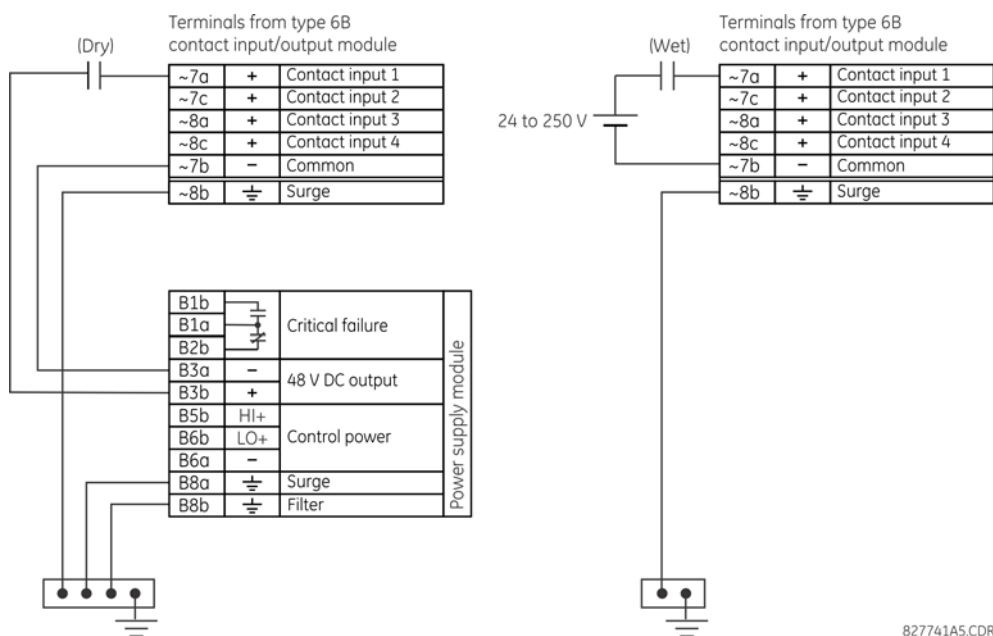 Terminals from type 6B
contact input/output module
(Dry)
~7a + Contact input 1
~7c + Contact input 2
~8a + Contact input 3
~8c + Contact input 4
~7b – Common
~8b Surge
B1b
B1a Critical failure
B2b
B3a –
48 V DC output
B3b +
B5b HI+
B6b LO+ Control power
B6a –
B8a Surge
B8b Filter
Power supply module
Terminals from type 6B
contact input/output module
(Wet)
24 to 250 V
~7a + Contact input 1
~7c + Contact input 2
~8a + Contact input 3
~8c + Contact input 4
~7b – Common
~8b Surge
827741A5.CDR